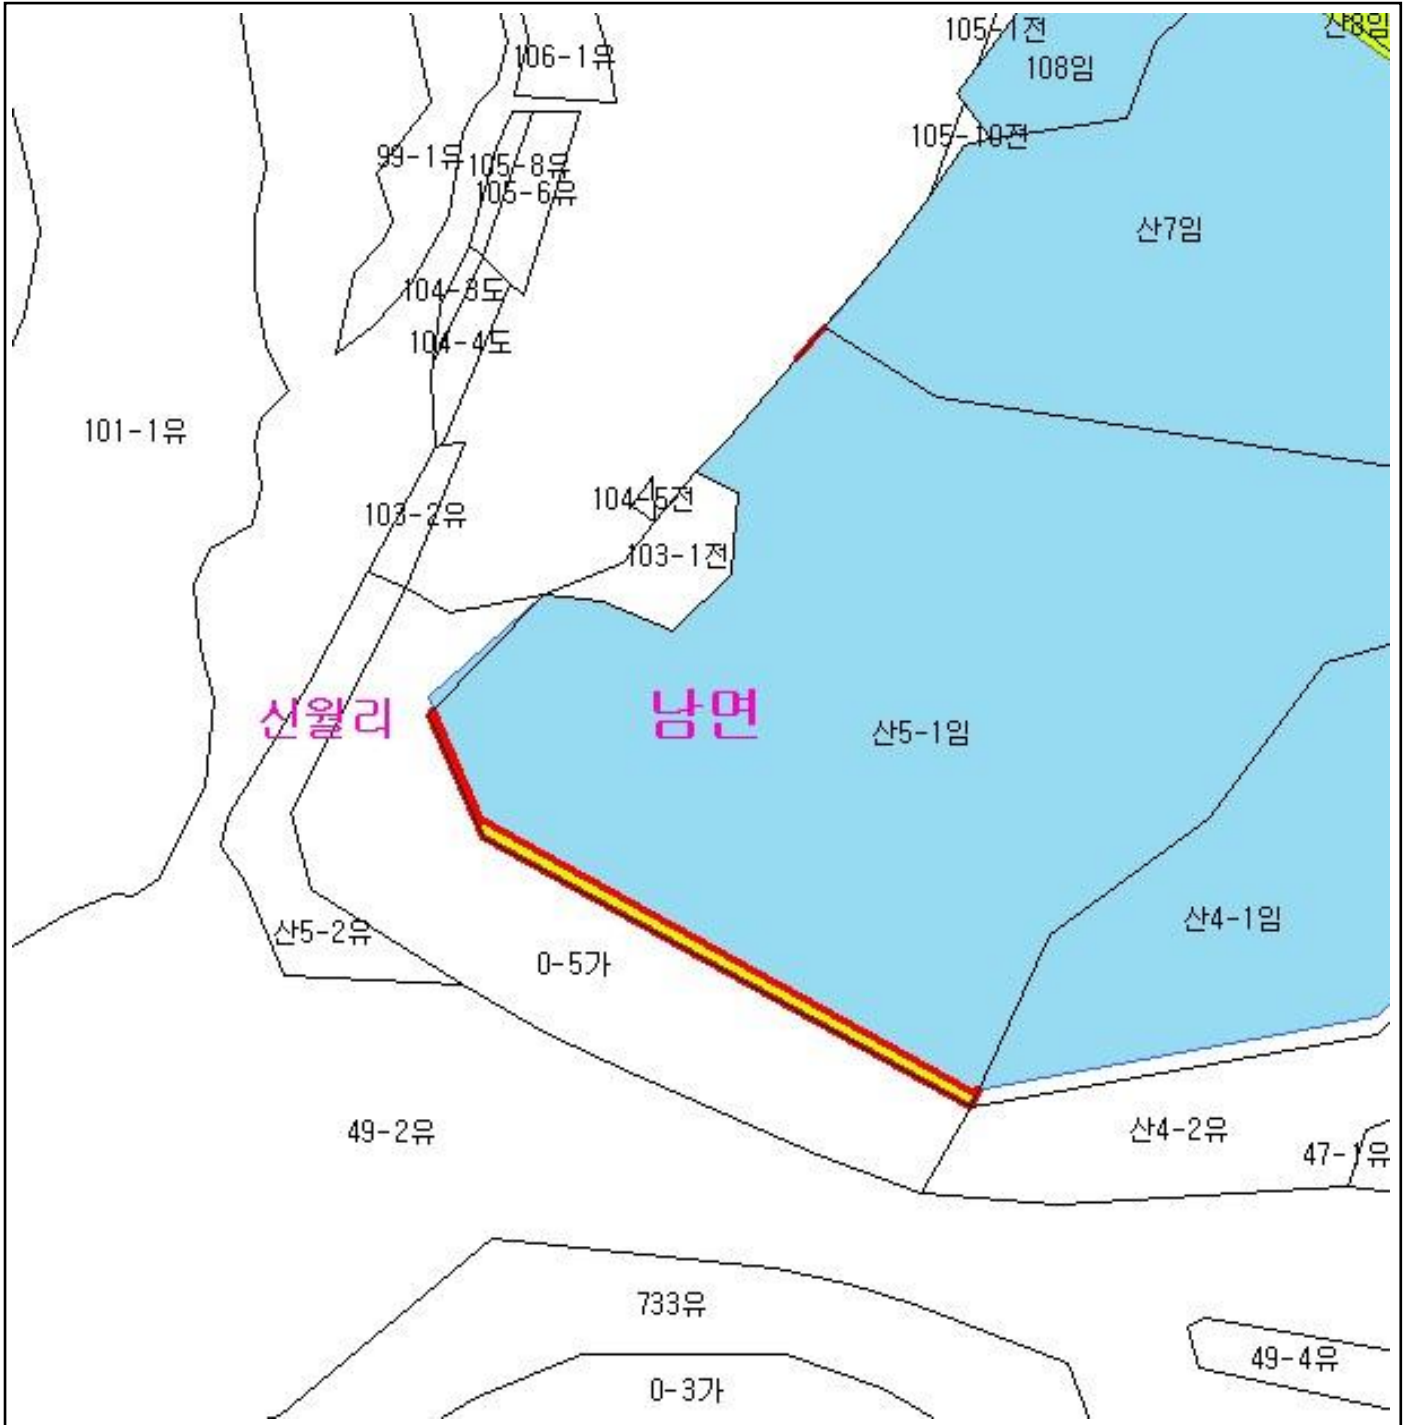 105-1전
산8임
106-1유
108임
105-10전
99-1유
105-8유
105-6유
산7임
104-3도
104-4도
101-1유
104-5전
103-2유
103-1전
신월리
남면
산5-1임
산4-1임
산5-2유
0-5가
49-2유
산4-2유
47-1유
733유
49-4유
0-3가